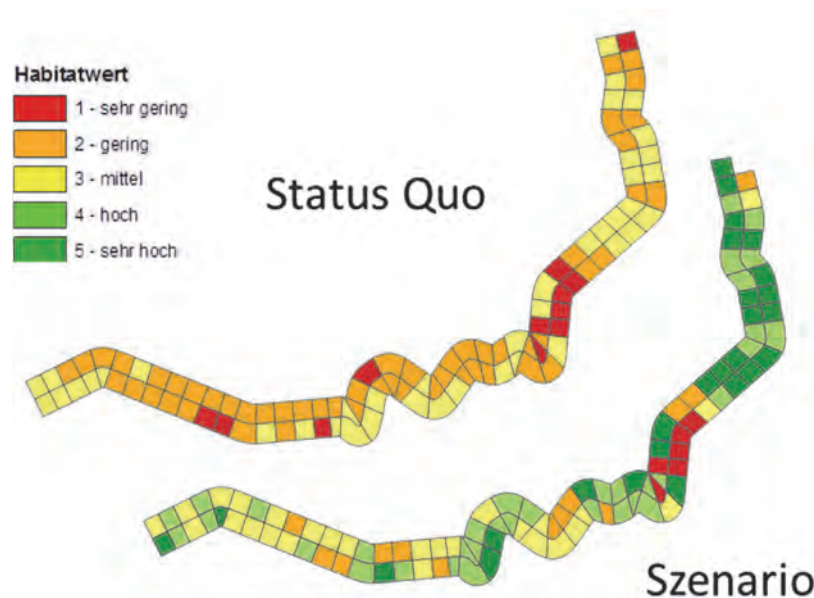 Habitatwert
1 - sehr gering
2 - gering
3 - mittel
4 - hoch
5 - sehr hoch
Status Quo
Szenario